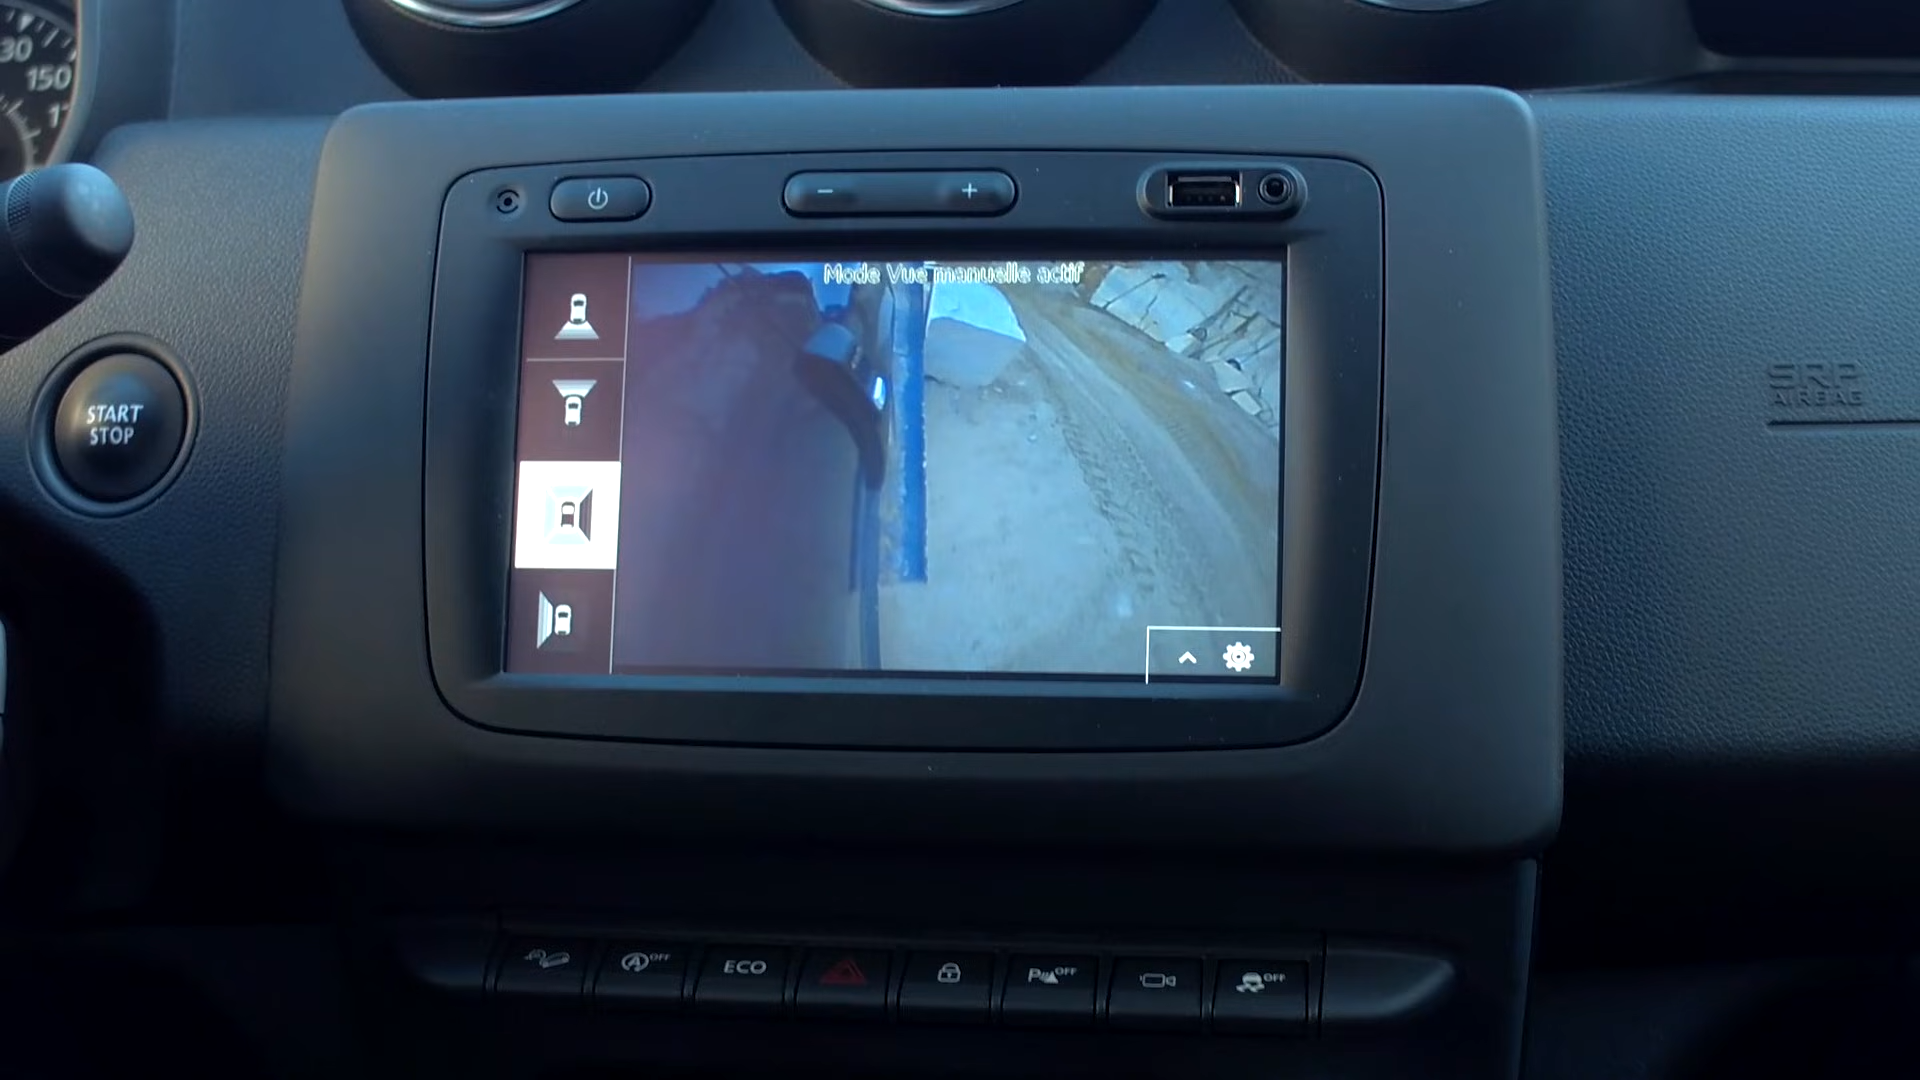 30
150
START
STOP
Mode Vue manuelle actif
SRP
AIRBAG
A OFF
ECO
P OFF
OFF